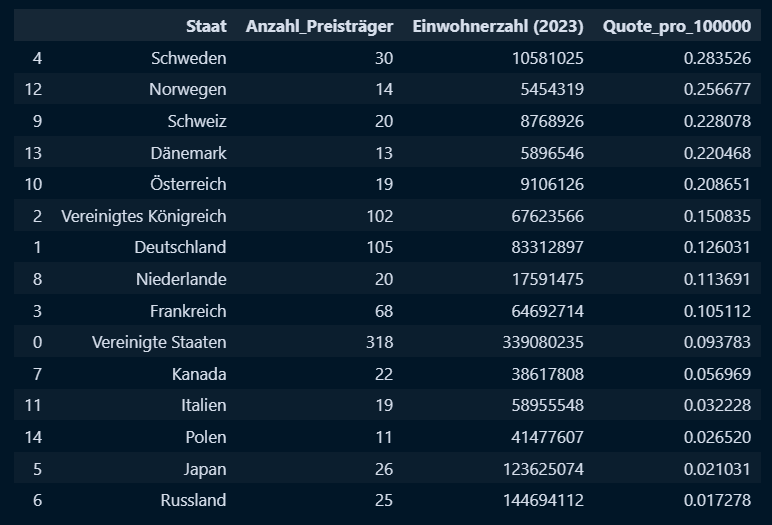 Staat Anzahl_Preisträger Einwohnerzahl (2023) Quote_pro_100000
4 Schweden 30 10581025 0.283526
12 Norwegen 14 5454319 0.256677
9 Schweiz 20 8768926 0.228078
13 Dänemark 13 5896546 0.220468
10 Österreich 19 9106126 0.208651
2 Vereinigtes Königreich 102 67623566 0.150835
1 Deutschland 105 83312897 0.126031
8 Niederlande 20 17591475 0.113691
3 Frankreich 68 64692714 0.105112
0 Vereinigte Staaten 318 339080235 0.093783
7 Kanada 22 38617808 0.056969
11 Italien 19 58955548 0.032228
14 Polen 11 41477607 0.026520
5 Japan 26 123625074 0.021031
6 Russland 25 144694112 0.017278